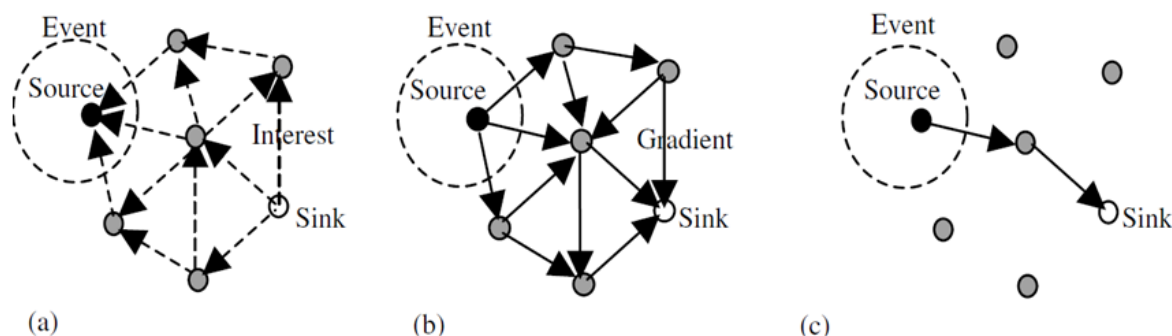 Event
Source
Interest
Sink
(a)
Event
Source
Gradient
Sink
(b)
Event
Source
Sink
(c)